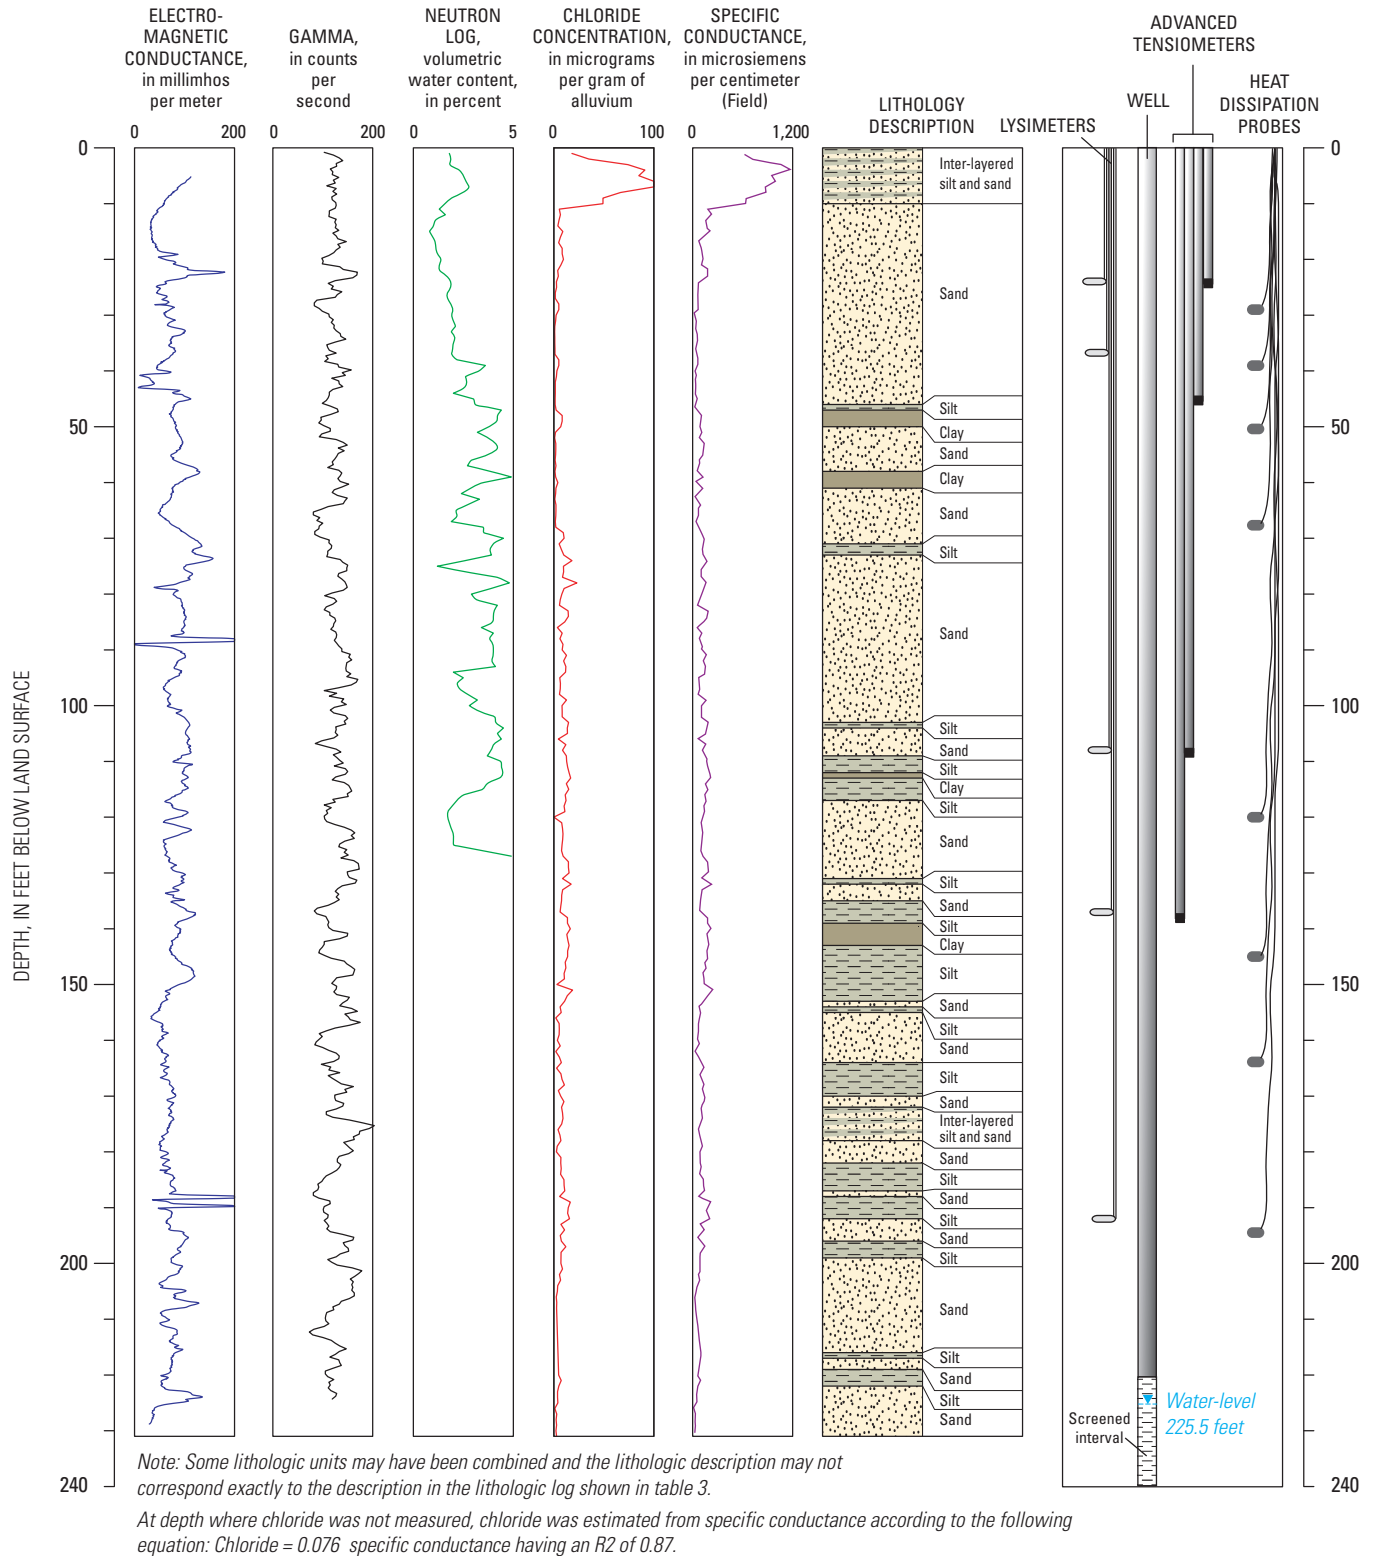 ELECTRO-
MAGNETIC
CONDUCTANCE,
in millimhos
per meter
GAMMA,
in counts
per
second
NEUTRON
LOG,
volumetric
water content,
in percent
CHLORIDE
CONCENTRATION,
in micrograms
per gram of
alluvium
SPECIFIC
CONDUCTANCE,
in microsiemens
per centimeter
(Field)
LITHOLOGY
DESCRIPTION
LYSIMETERS
WELL
ADVANCED
TENSIOMETERS
HEAT
DISSIPATION
PROBES
0 200
0 200
0 5
0 100
0 1,200
DEPTH, IN FEET BELOW LAND SURFACE
0
50
100
150
200
240
Inter-layered
silt and sand
Sand
Silt
Clay
Sand
Clay
Sand
Silt
Sand
Silt
Sand
Silt
Clay
Silt
Sand
Silt
Sand
Silt
Clay
Silt
Sand
Silt
Sand
Silt
Sand
Inter-layered
silt and sand
Sand
Silt
Sand
Silt
Sand
Silt
Sand
Silt
Sand
Silt
Sand
Screened
interval
Water-level
225.5 feet
0
50
100
150
200
240
Note: Some lithologic units may have been combined and the lithologic description may not
correspond exactly to the description in the lithologic log shown in table 3.
At depth where chloride was not measured, chloride was estimated from specific conductance according to the following
equation: Chloride = 0.076 specific conductance having an R2 of 0.87.